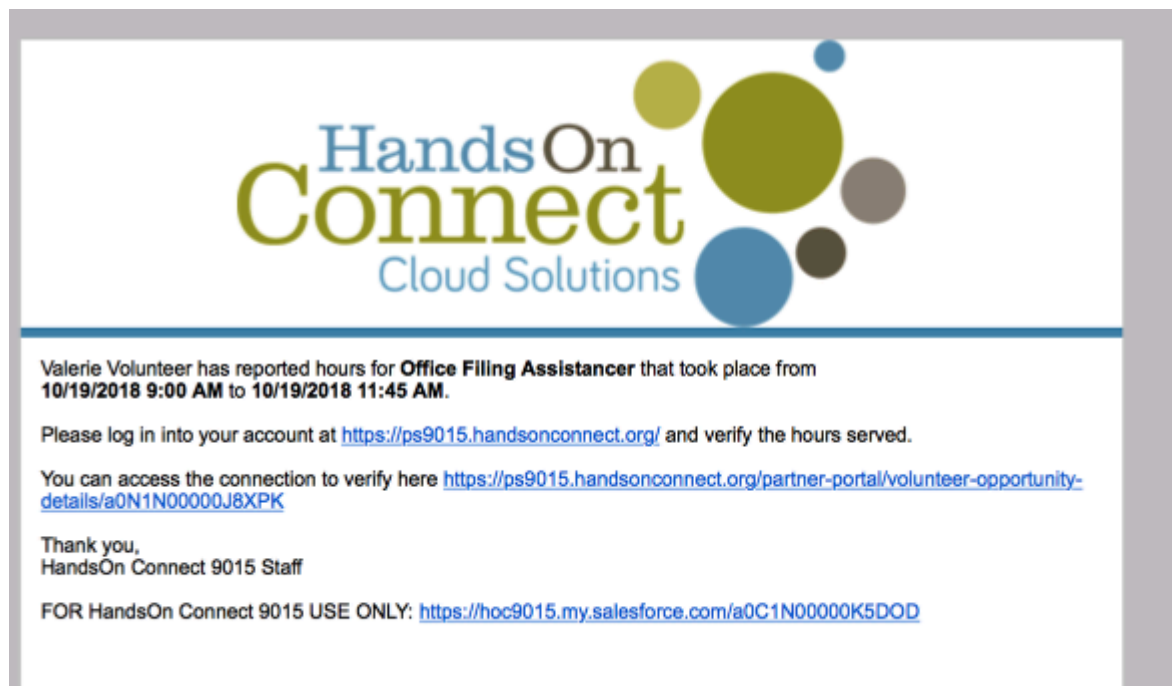 HandsOn
Connect
Cloud Solutions
Valerie Volunteer has reported hours for Office Filing Assistancer that took place from
10/19/2018 9:00 AM to 10/19/2018 11:45 AM.
Please log in into your account at https://ps9015.handsonconnect.org/ and verify the hours served.
You can access the connection to verify here https://ps9015.handsonconnect.org/partner-portal/volunteer-opportunity-
details/a0N1N00000J8XPK
Thank you,
HandsOn Connect 9015 Staff
FOR HandsOn Connect 9015 USE ONLY: https://hoc9015.my.salesforce.com/a0C1N00000K5DOD